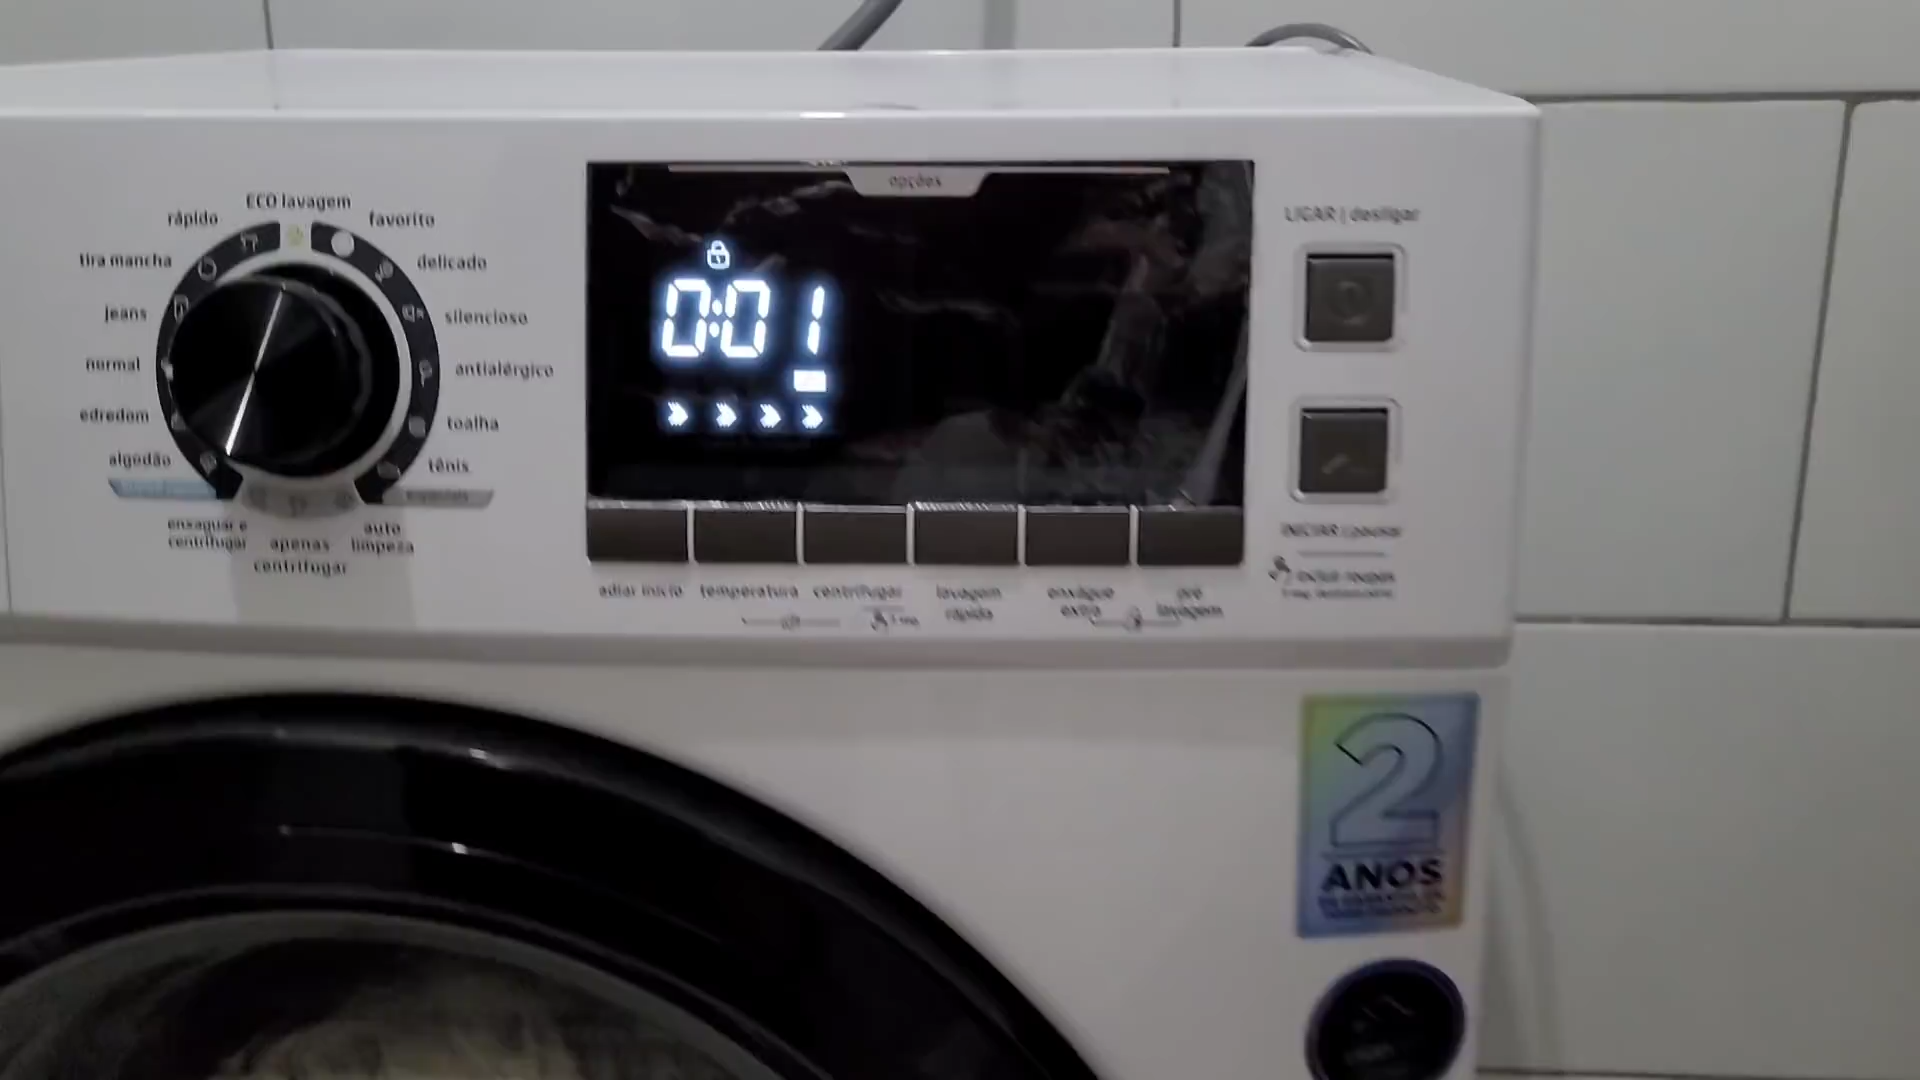 ECO lavagem
rápido
favorito
tira mancha
delicado
jeans
silencioso
normal
antialérgico
edredom
toalha
algodão
tênis
enxaguar e
centrifugar
apenas
centrifugar
auto
limpeza
opções
0:01
adiar início
temperatura
centrifugar
lavagem
rápida
enxágue
extra
pré
lavagem
LIGAR | desligar
INICIAR | pausar
incluir roupas
2
ANOS